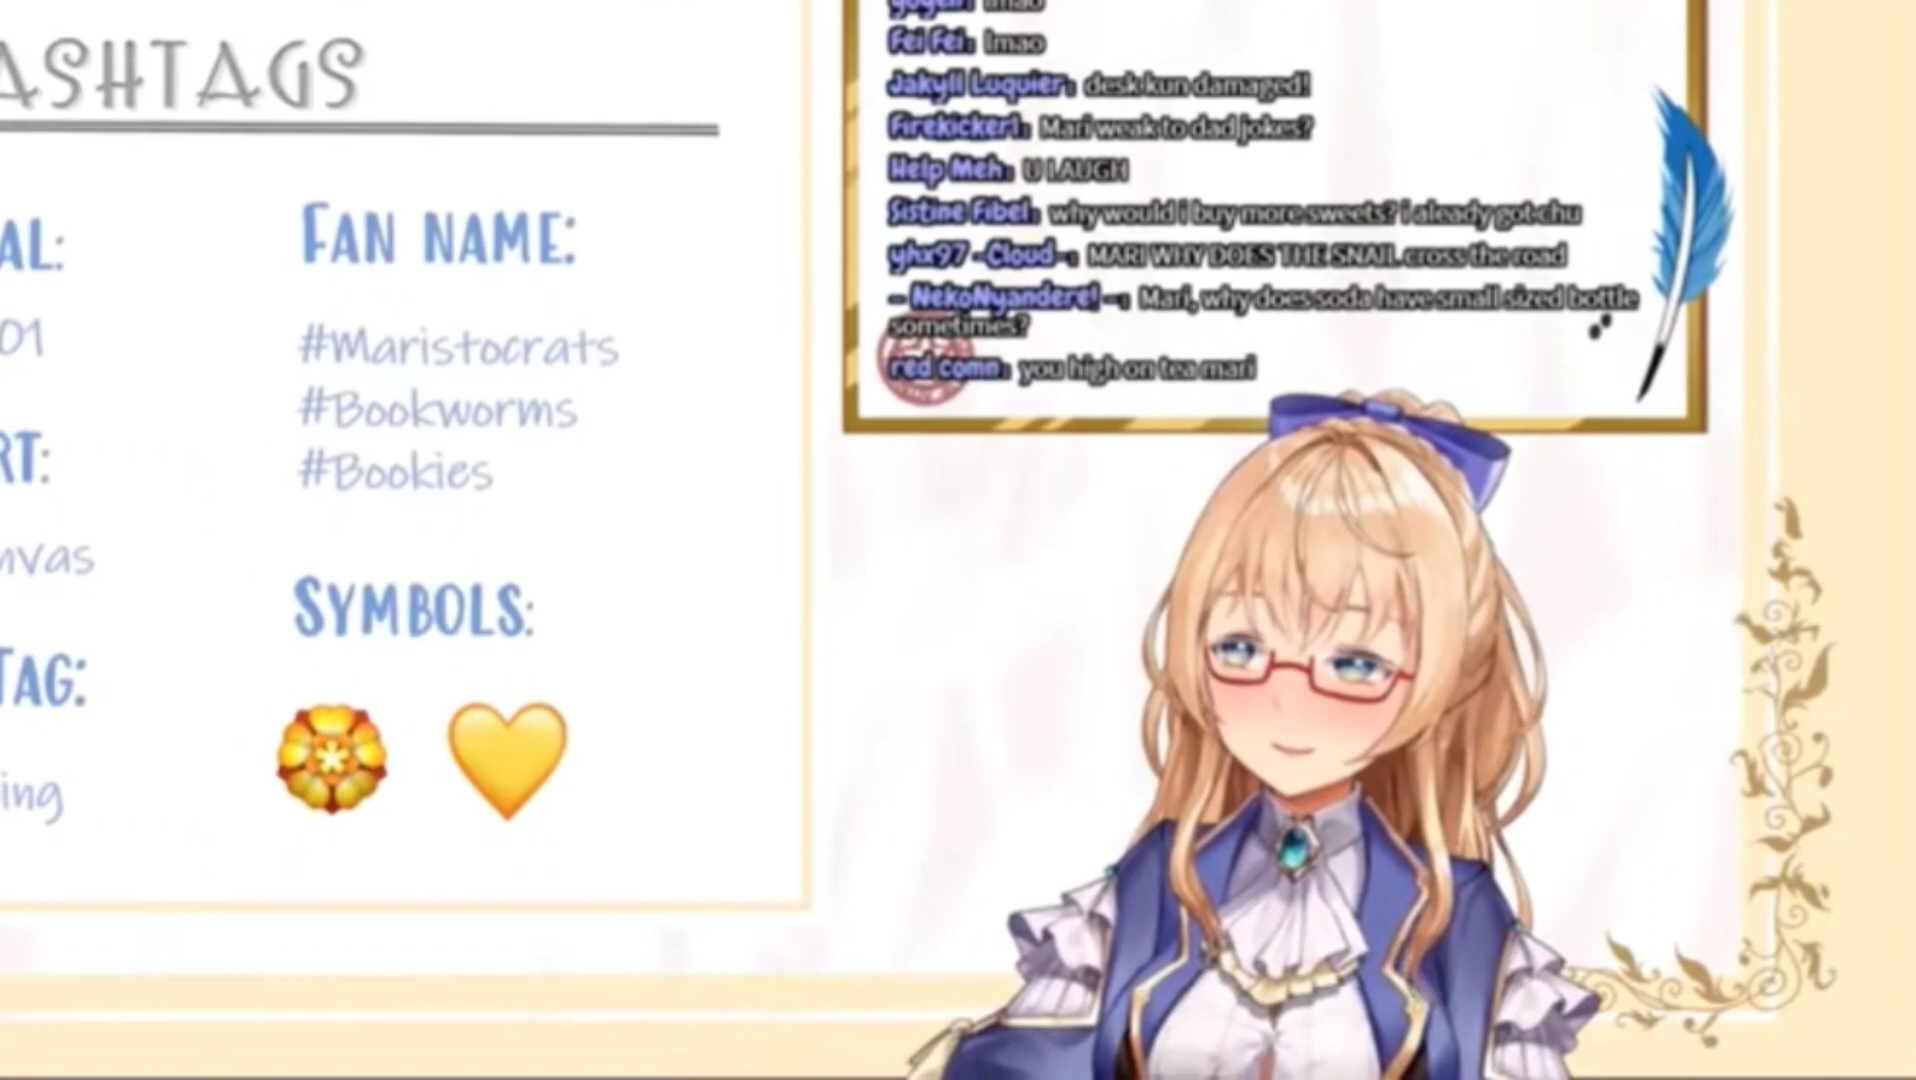 ASHTAGS
AL:
01
RT:
nvas
TAG:
ing
FAN NAME:
#Maristocrats
#Bookworms
#Bookies
SYMBOLS:
lmao
Fei Fei: lmao
Jakyll Luquier: desk kun damaged!
Firekicker1: Mari weak to dad jokes?
Help Meh: U LAUGH
Sistine Fibel: why would i buy more sweets? i aleady got chu
yhx97 -Cloud-: MARI WHY DOES THE SNAIL cross the road
- NekoNyandere! -: Mari, why does soda have small sized bottle
sometimes?
red comn: you high on tea mari